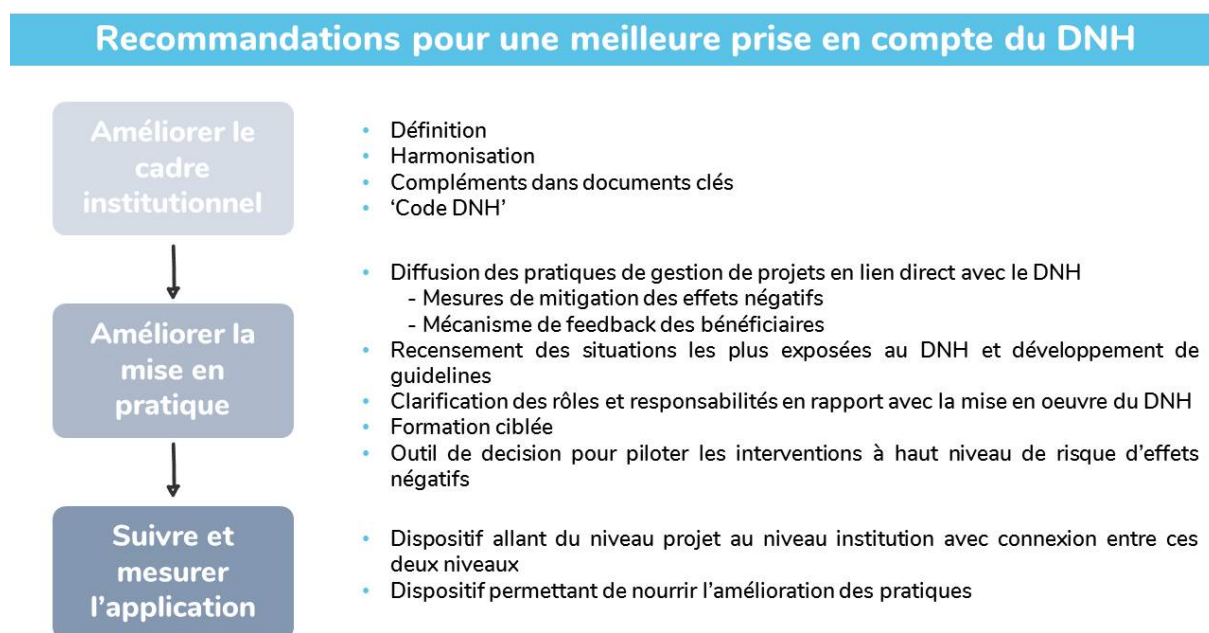 Recommandations pour une meilleure prise en compte du DNH
Améliorer le
cadre
institutionnel
• Définition
• Harmonisation
• Compléments dans documents clés
• ‘Code DNH’
Améliorer la
mise en
pratique
• Diffusion des pratiques de gestion de projets en lien direct avec le DNH
- Mesures de mitigation des effets négatifs
- Mécanisme de feedback des bénéficiaires
• Recensement des situations les plus exposées au DNH et développement de
guidelines
• Clarification des rôles et responsabilités en rapport avec la mise en oeuvre du DNH
• Formation ciblée
• Outil de decision pour piloter les interventions à haut niveau de risque d’effets
négatifs
Suivre et
mesurer
l’application
• Dispositif allant du niveau projet au niveau institution avec connexion entre ces
deux niveaux
• Dispositif permettant de nourrir l’amélioration des pratiques